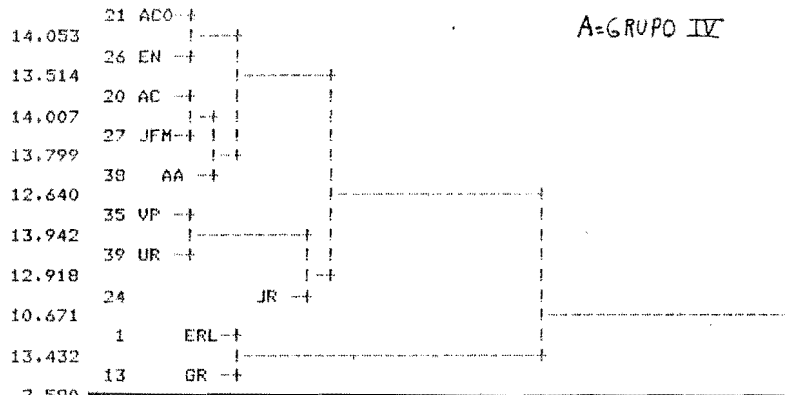 21 ACO
A=GRUPO IV
14.053
26 EN
13.514
20 AC
14.007
27 JFM
13.799
38 AA
12.640
35 VP
13.942
39 UR
12.918
24 JR
10.671
1 ERL
13.432
13 GR